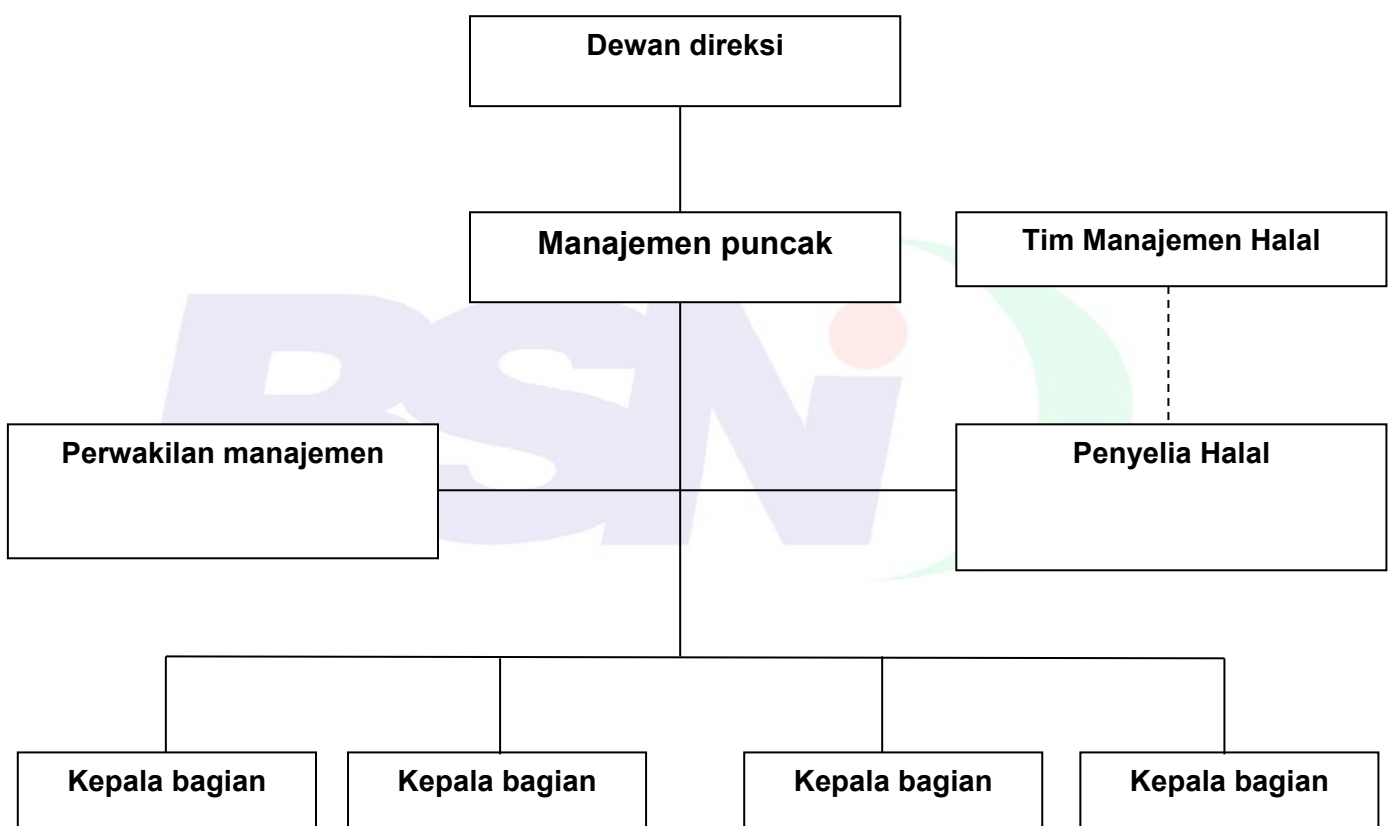 Dewan direksi
Manajemen puncak
Tim Manajemen Halal
BSN
Perwakilan manajemen
Penyelia Halal
Kepala bagian
Kepala bagian
Kepala bagian
Kepala bagian